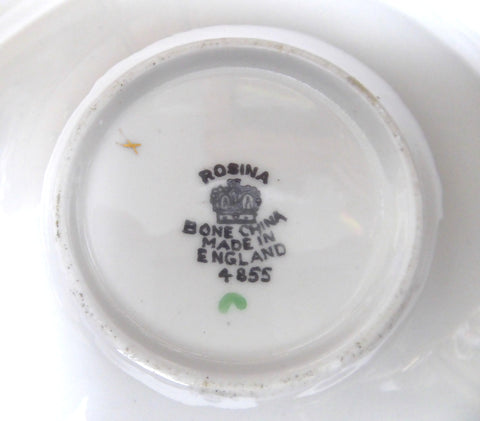 ROSINA
BONE CHINA
MADE IN
ENGLAND
4855